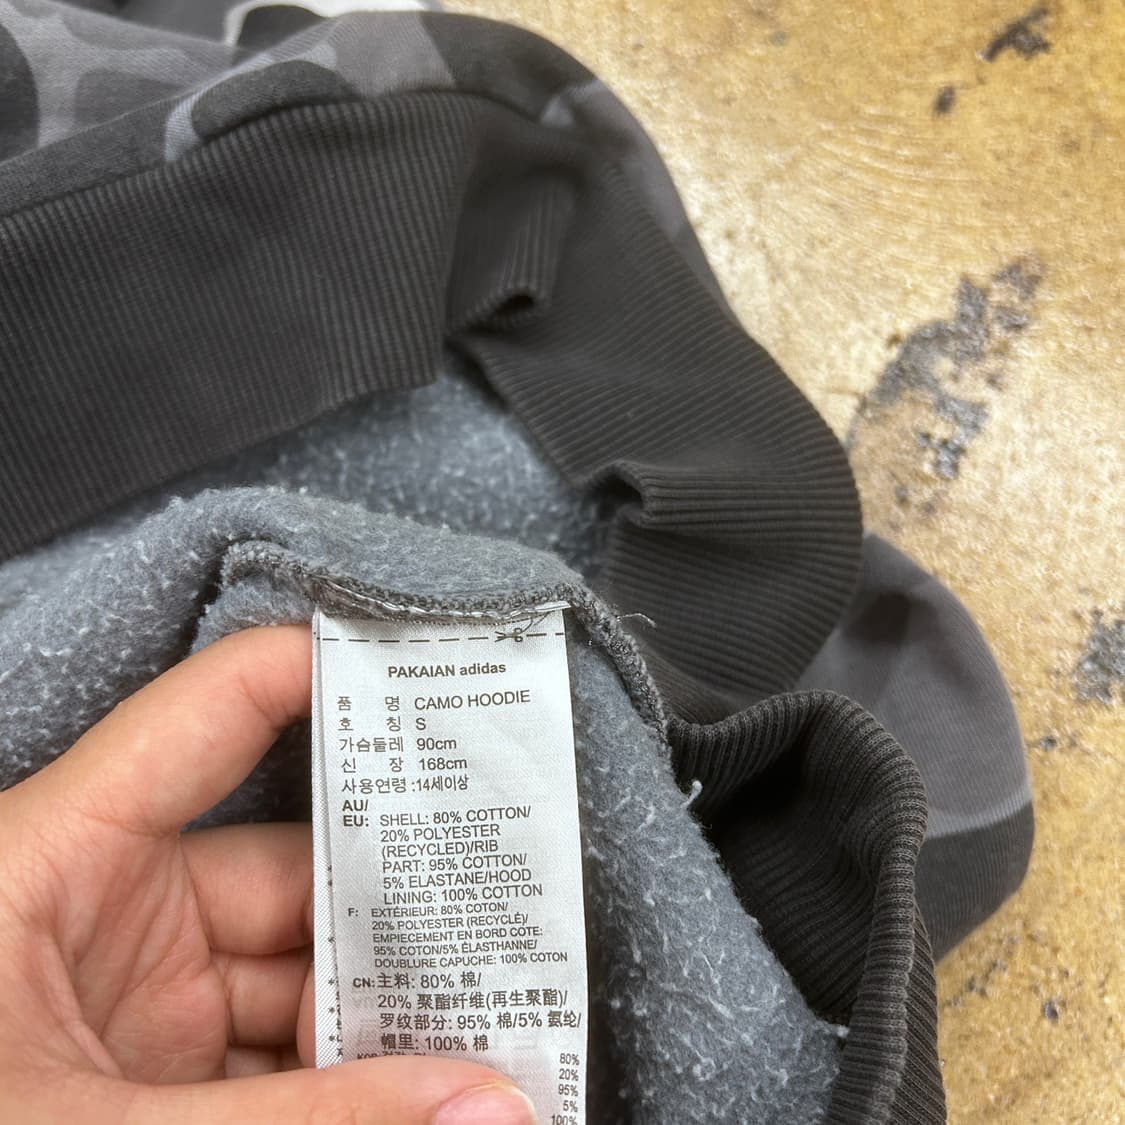 PAKAIAN adidas
품 명 CAMO HOODIE
호 칭 S
가슴둘레 90cm
신 장 168cm
사용연령 :14세이상
AU/
EU: SHELL: 80% COTTON/
20% POLYESTER
(RECYCLED)/RIB
PART: 95% COTTON/
5% ELASTANE/HOOD
LINING: 100% COTTON
F: EXTÉRIEUR: 80% COTON/
20% POLYESTER (RECYCLÉ)/
EMPIECEMENT EN BORD COTE:
95% COTON/5% ÉLASTHANNE/
DOUBLURE CAPUCHE: 100% COTON
CN: 主料: 80% 棉/
20% 聚酯纤维(再生聚酯)/
罗纹部分: 95% 棉/5% 氨纶/
帽里: 100% 棉
80%
20%
95%
5%
100%